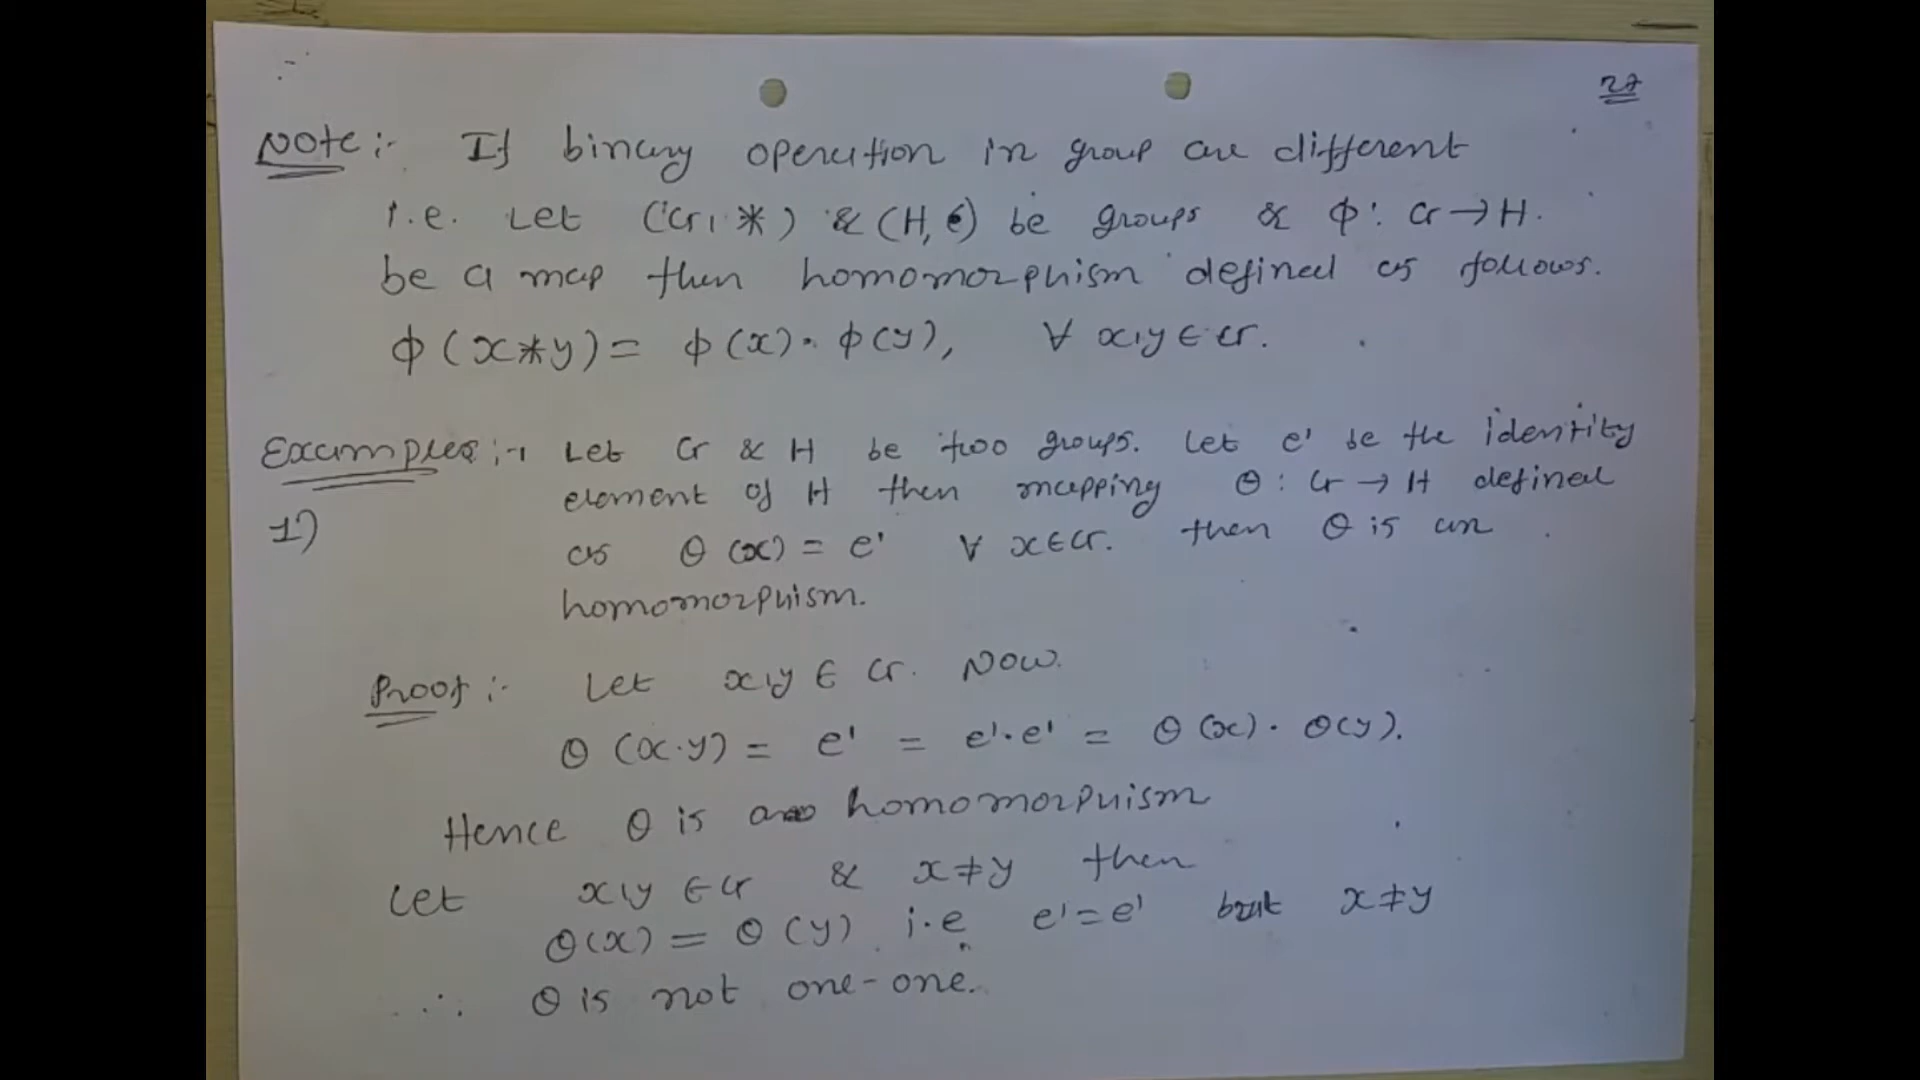 27
Note :- If binary operation in group are different
i.e. Let (G, *) & (H, •) be groups & ϕ : G → H.
be a map then homomorphism defined as follows.
ϕ(x*y) = ϕ(x)·ϕ(y), ∀ x,y ∈ G.
Examples :- Let G & H be two groups. Let e' be the identity
1) element of H then mapping θ : G → H defined
as θ(x) = e' ∀ x ∈ G. then θ is an
homomorphism.
Proof :- Let x,y ∈ G. Now.
θ(x·y) = e' = e'·e' = θ(x)·θ(y).
Hence θ is a homomorphism
Let x,y ∈ G & x ≠ y then
θ(x) = θ(y) i.e e' = e' but x ≠ y
∴ θ is not one-one.